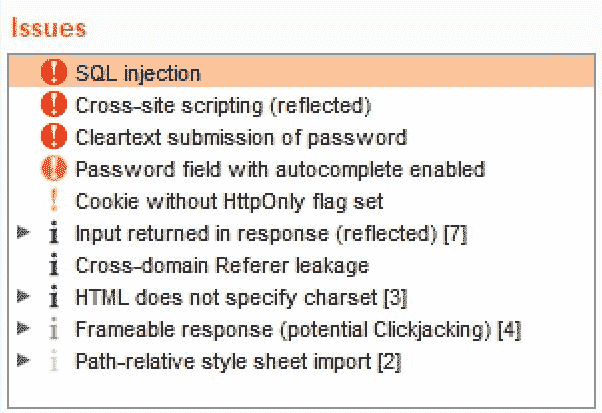 Issues
SQL injection
Cross-site scripting (reflected)
Cleartext submission of password
Password field with autocomplete enabled
Cookie without HttpOnly flag set
Input returned in response (reflected) [7]
Cross-domain Referer leakage
HTML does not specify charset [3]
Frameable response (potential Clickjacking) [4]
Path-relative style sheet import [2]